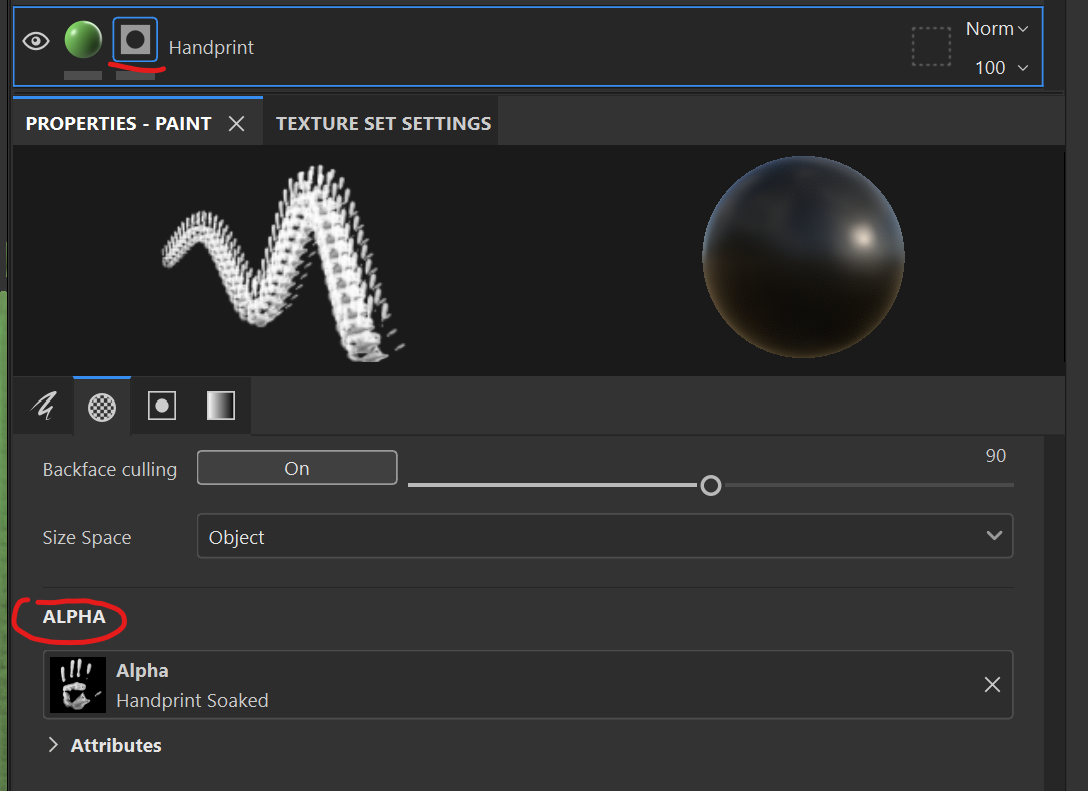 Norm
Handprint
100
PROPERTIES - PAINT
TEXTURE SET SETTINGS
90
Backface culling On
Size Space Object
ALPHA
Alpha
Handprint Soaked
Attributes